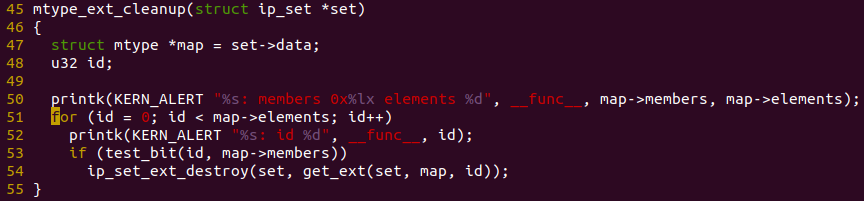 45 mtype_ext_cleanup(struct ip_set *set)
46 {
47   struct mtype *map = set->data;
48   u32 id;
49
50   printk(KERN_ALERT "%s: members 0x%lx elements %d", __func__, map->members, map->elements);
51   for (id = 0; id < map->elements; id++)
52     printk(KERN_ALERT "%s: id %d", __func__, id);
53     if (test_bit(id, map->members))
54       ip_set_ext_destroy(set, get_ext(set, map, id));
55 }